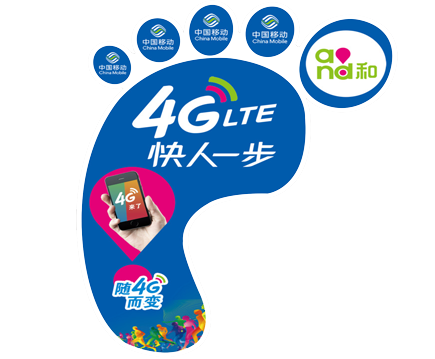 中国移动
China Mobile
中国移动
China Mobile
中国移动
China Mobile
中国移动
China Mobile
and和
4G LTE
快人一步
4G
来了
随4G
而变